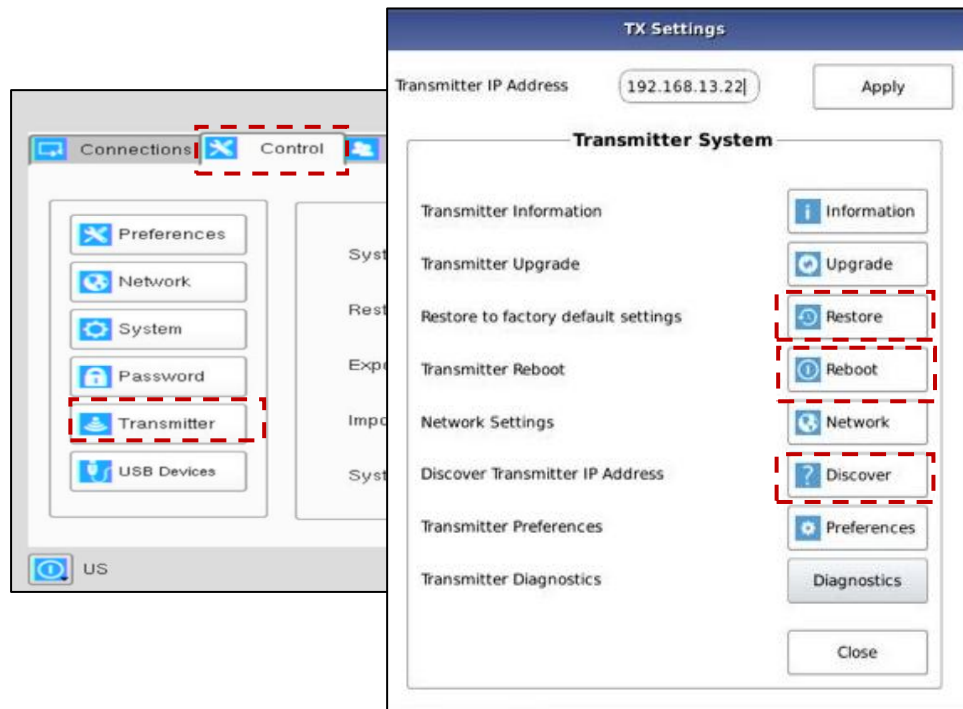 Connections
Control
Preferences
Network
System
Password
Transmitter
USB Devices
Syst
Rest
Expo
Impo
Syst
US
TX Settings
Transmitter IP Address 192.168.13.22 Apply
Transmitter System
Transmitter Information Information
Transmitter Upgrade Upgrade
Restore to factory default settings Restore
Transmitter Reboot Reboot
Network Settings Network
Discover Transmitter IP Address Discover
Transmitter Preferences Preferences
Transmitter Diagnostics Diagnostics
Close